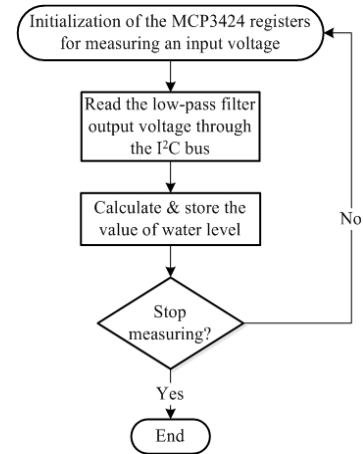 Initialization of the MCP3424 registers
for measuring an input voltage
Read the low-pass filter
output voltage through
the I²C bus
Calculate & store the
value of water level
No
Stop
measuring?
Yes
End